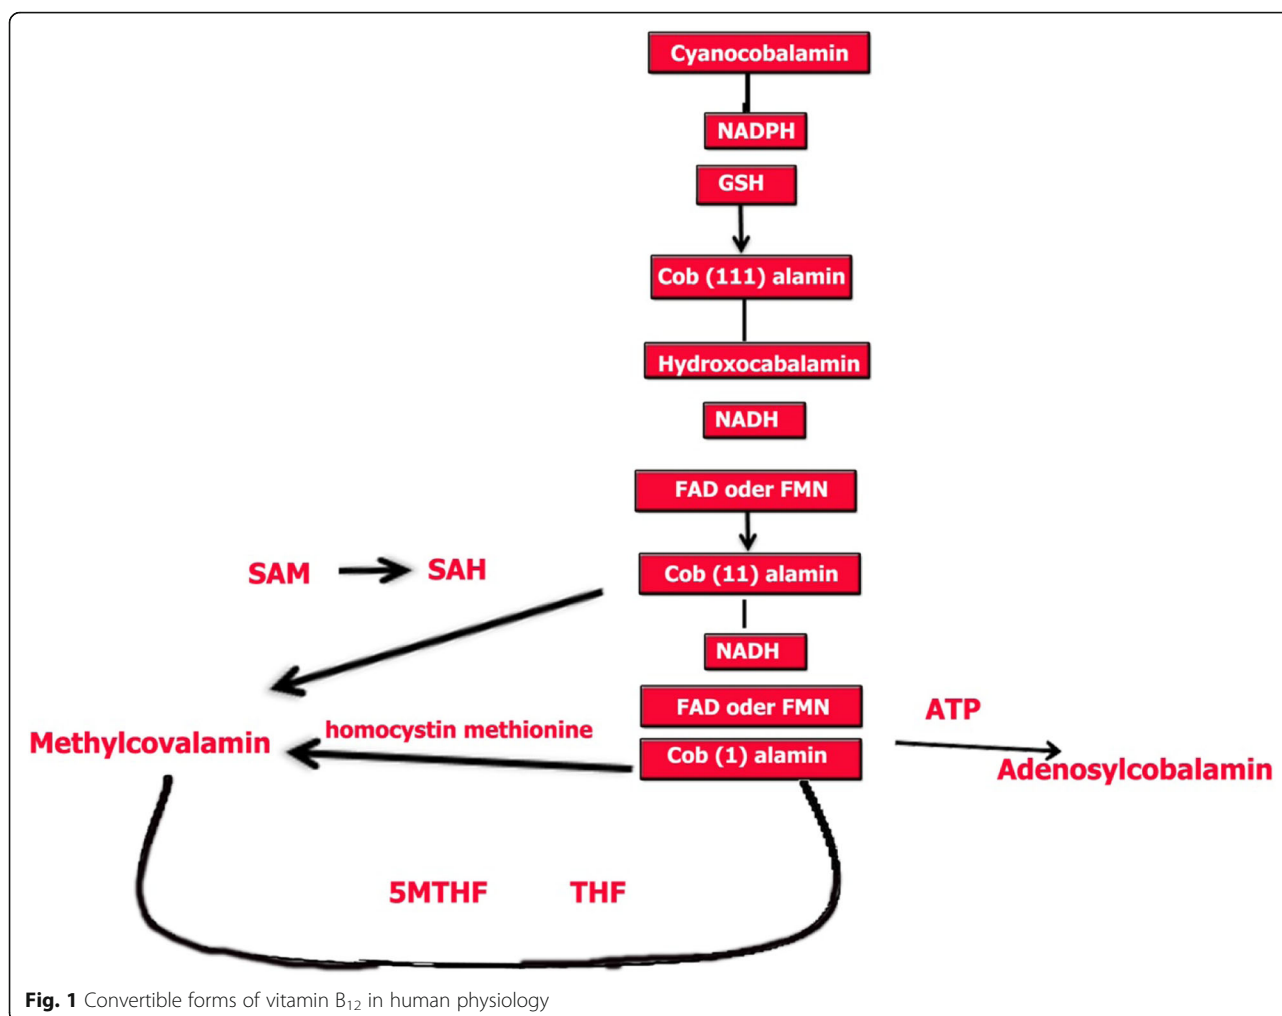 Cyanocobalamin
NADPH
GSH
Cob (111) alamin
Hydroxocabalamin
NADH
FAD oder FMN
SAM
SAH
Cob (11) alamin
NADH
FAD oder FMN
ATP
homocystin methionine
Methylcovalamin
Cob (1) alamin
Adenosylcobalamin
5MTHF
THF
Fig. 1 Convertible forms of vitamin B₁₂ in human physiology